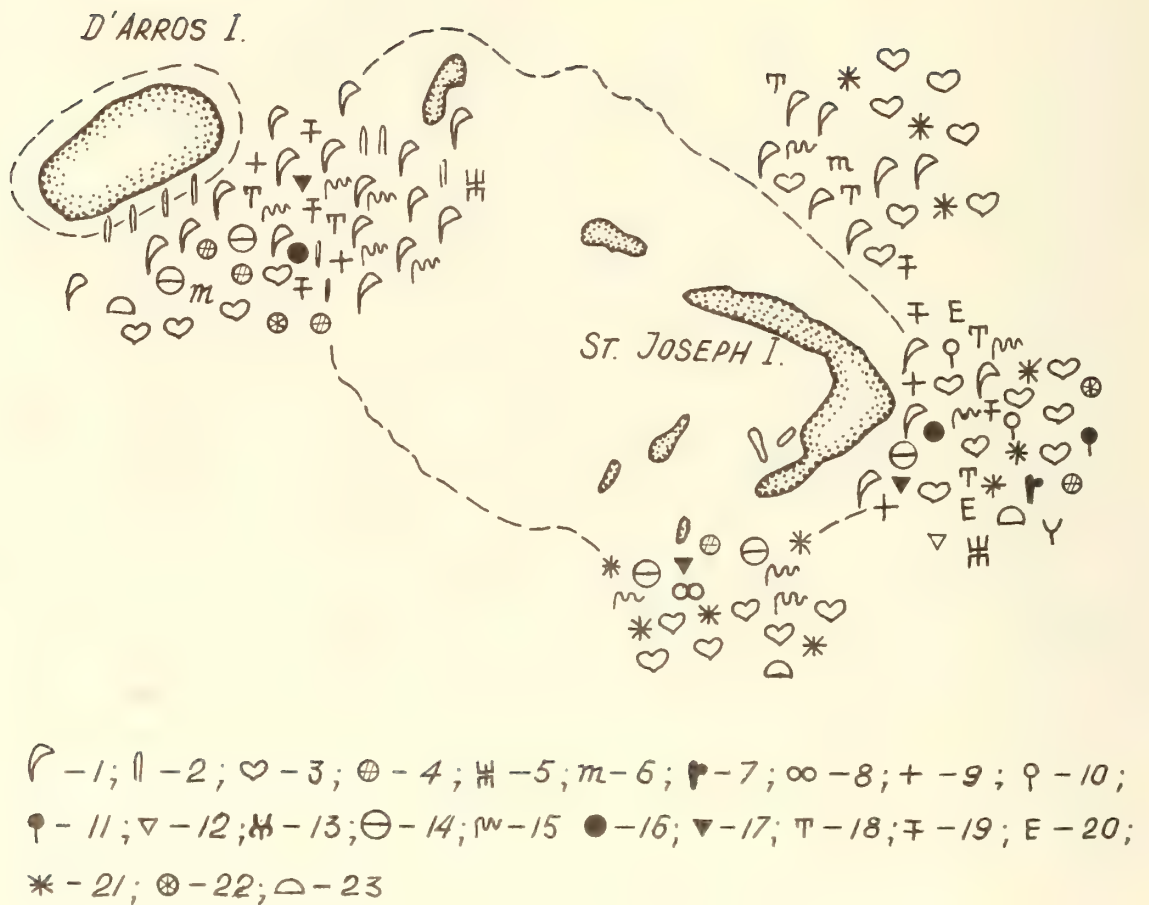 D'ARROS I.
ST. JOSEPH I.
-1; -2; -3; -4; -5; m-6; -7; ∞-8; +-9; -10;
-11; ▽-12; -13; ⊖-14; -15 ●-16; ▼-17; T-18; -19; E-20;
-21; -22; -23